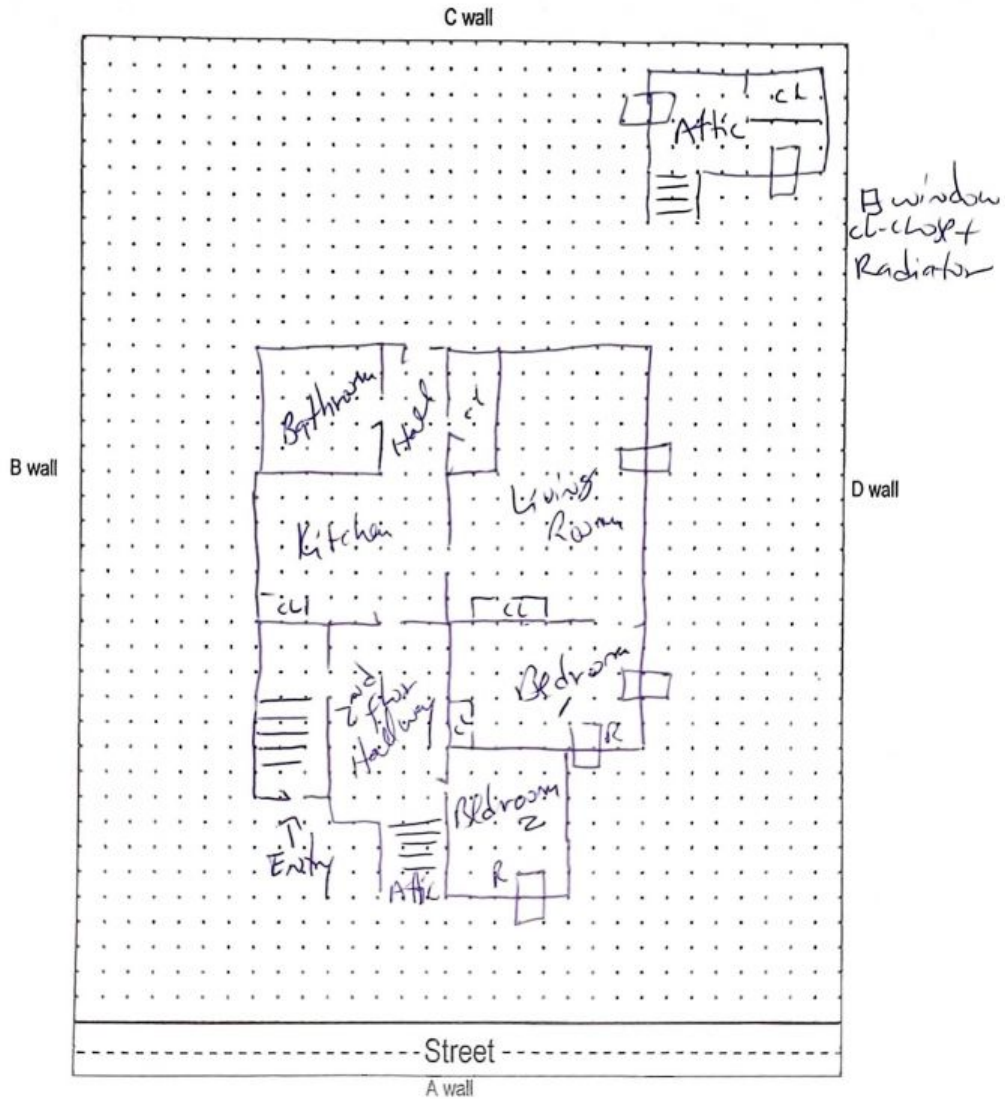 C wall
cL
Attic
window
cL-closet
Radiator
Bathroom
Hall
cl
B wall
Living
Room
D wall
Kitchen
cL
CL
2nd
Floor
Hallway
Bedroom
1
cl
R
Bedroom
2
Entry
R
Attic
Street
A wall